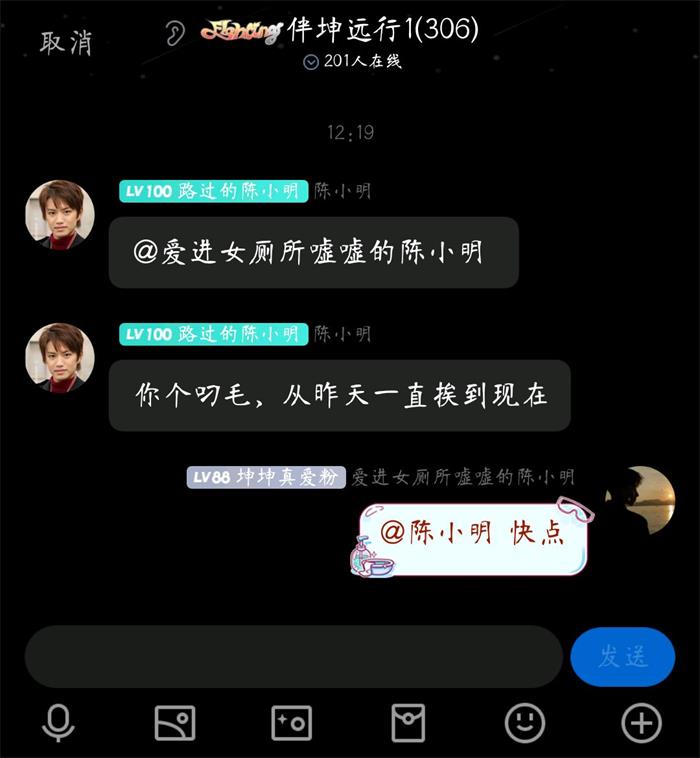 取消
Fighting 伴坤远行1(306)
201人在线
12:19
LV100 路过的陈小明 陈小明
@爱进女厕所嘘嘘的陈小明
LV100 路过的陈小明 陈小明
你个叼毛，从昨天一直挨到现在
LV88 坤坤真爱粉 爱进女厕所嘘嘘的陈小明
@陈小明 快点
发送